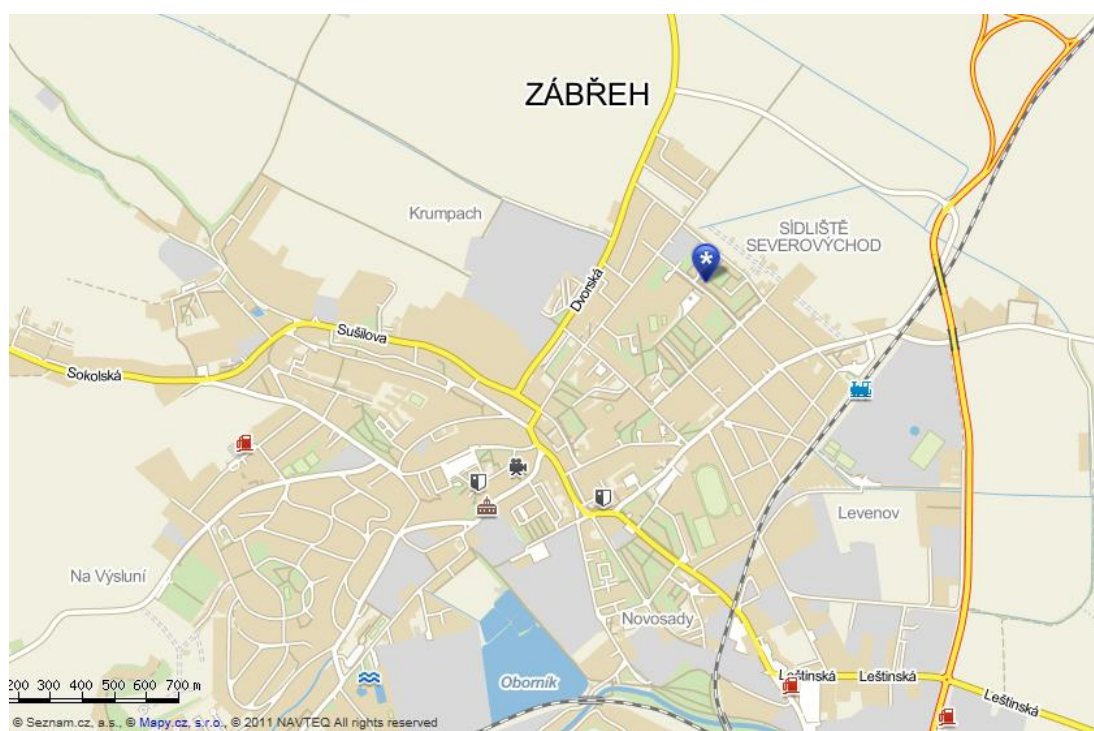 ZÁBŘEH
Krumpach
SÍDLIŠTĚ
SEVEROVÝCHOD
Dvorská
Sušilova
Sokolská
Levenov
Na Výsluní
Novosady
Leštinská
Leštinská
Leštinská
Oborník
200 300 400 500 600 700 m
© Seznam.cz, a.s., © Mapy.cz, s.r.o., © 2011 NAVTEQ All rights reserved